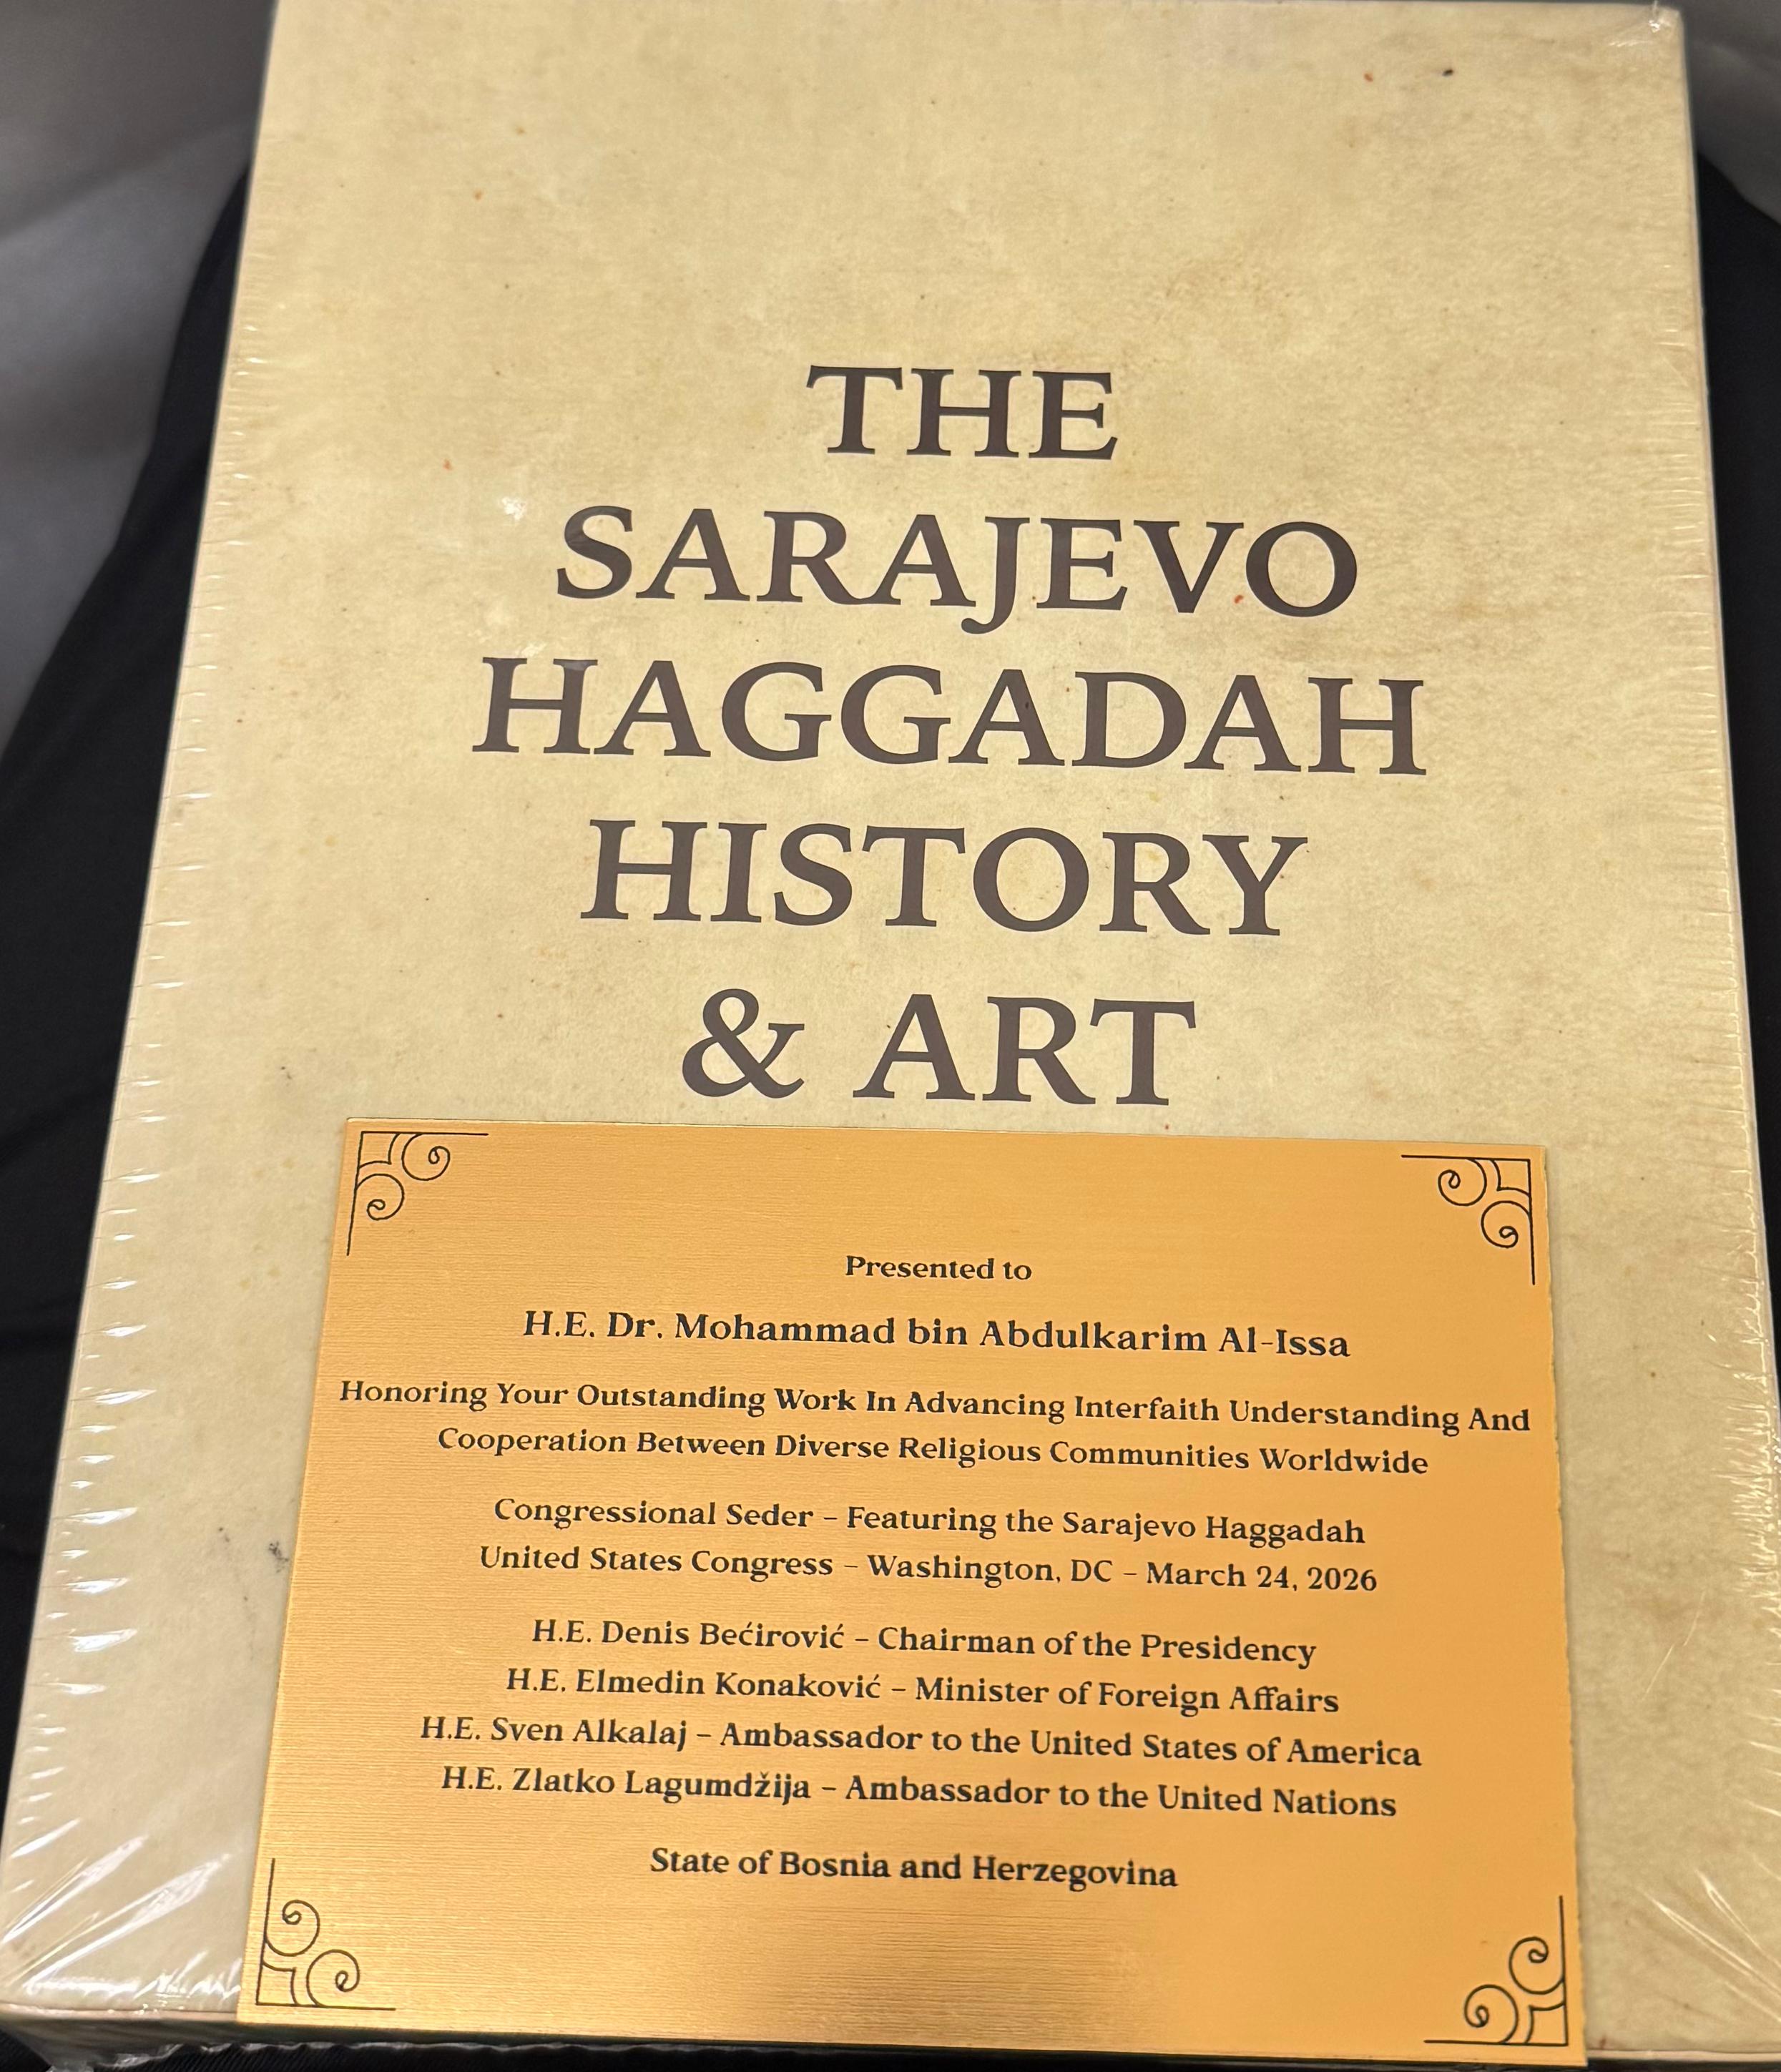 THE
SARAJEVO
HAGGADAH
HISTORY
& ART
Presented to
H.E. Dr. Mohammad bin Abdulkarim Al-Issa
Honoring Your Outstanding Work In Advancing Interfaith Understanding And
Cooperation Between Diverse Religious Communities Worldwide
Congressional Seder – Featuring the Sarajevo Haggadah
United States Congress – Washington, DC – March 24, 2026
H.E. Denis Bećirović – Chairman of the Presidency
H.E. Elmedin Konaković – Minister of Foreign Affairs
H.E. Sven Alkalaj – Ambassador to the United States of America
H.E. Zlatko Lagumdžija – Ambassador to the United Nations
State of Bosnia and Herzegovina